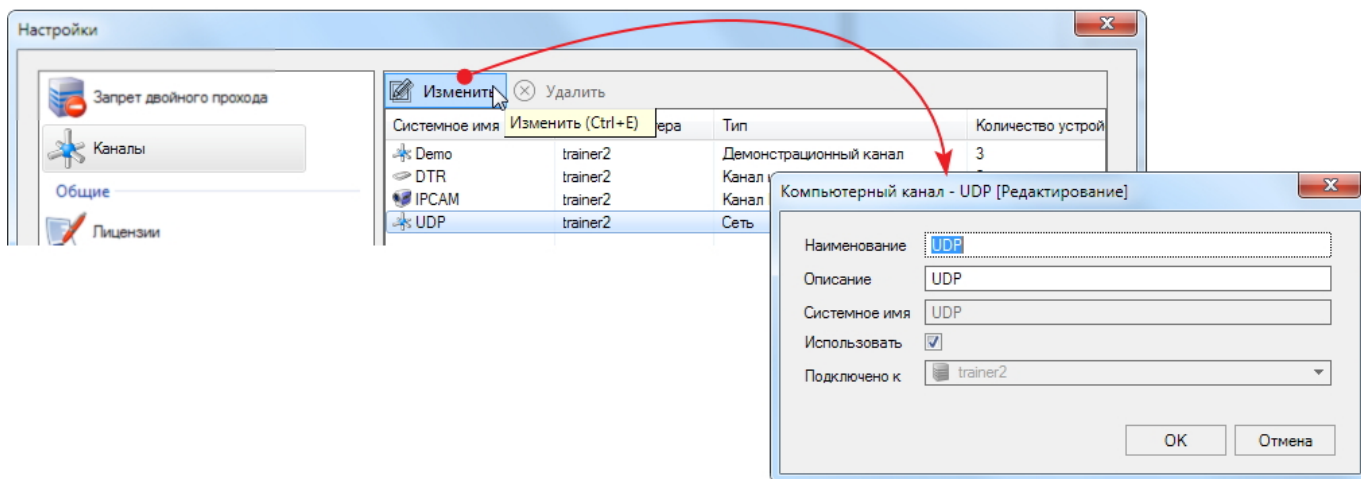 Настройки
Запрет двойного прохода
Каналы
Общие
Лицензии
Изменить
Удалить
Изменить (Ctrl+E)
Системное имя
Тип
Количество устрой
Demo trainer2 Демонстрационный канал 3
DTR trainer2 Канал
IPCAM trainer2 Канал
UDP trainer2 Сеть
Компьютерный канал - UDP [Редактирование]
Наименование UDP
Описание UDP
Системное имя UDP
Использовать
Подключено к trainer2
OK Отмена